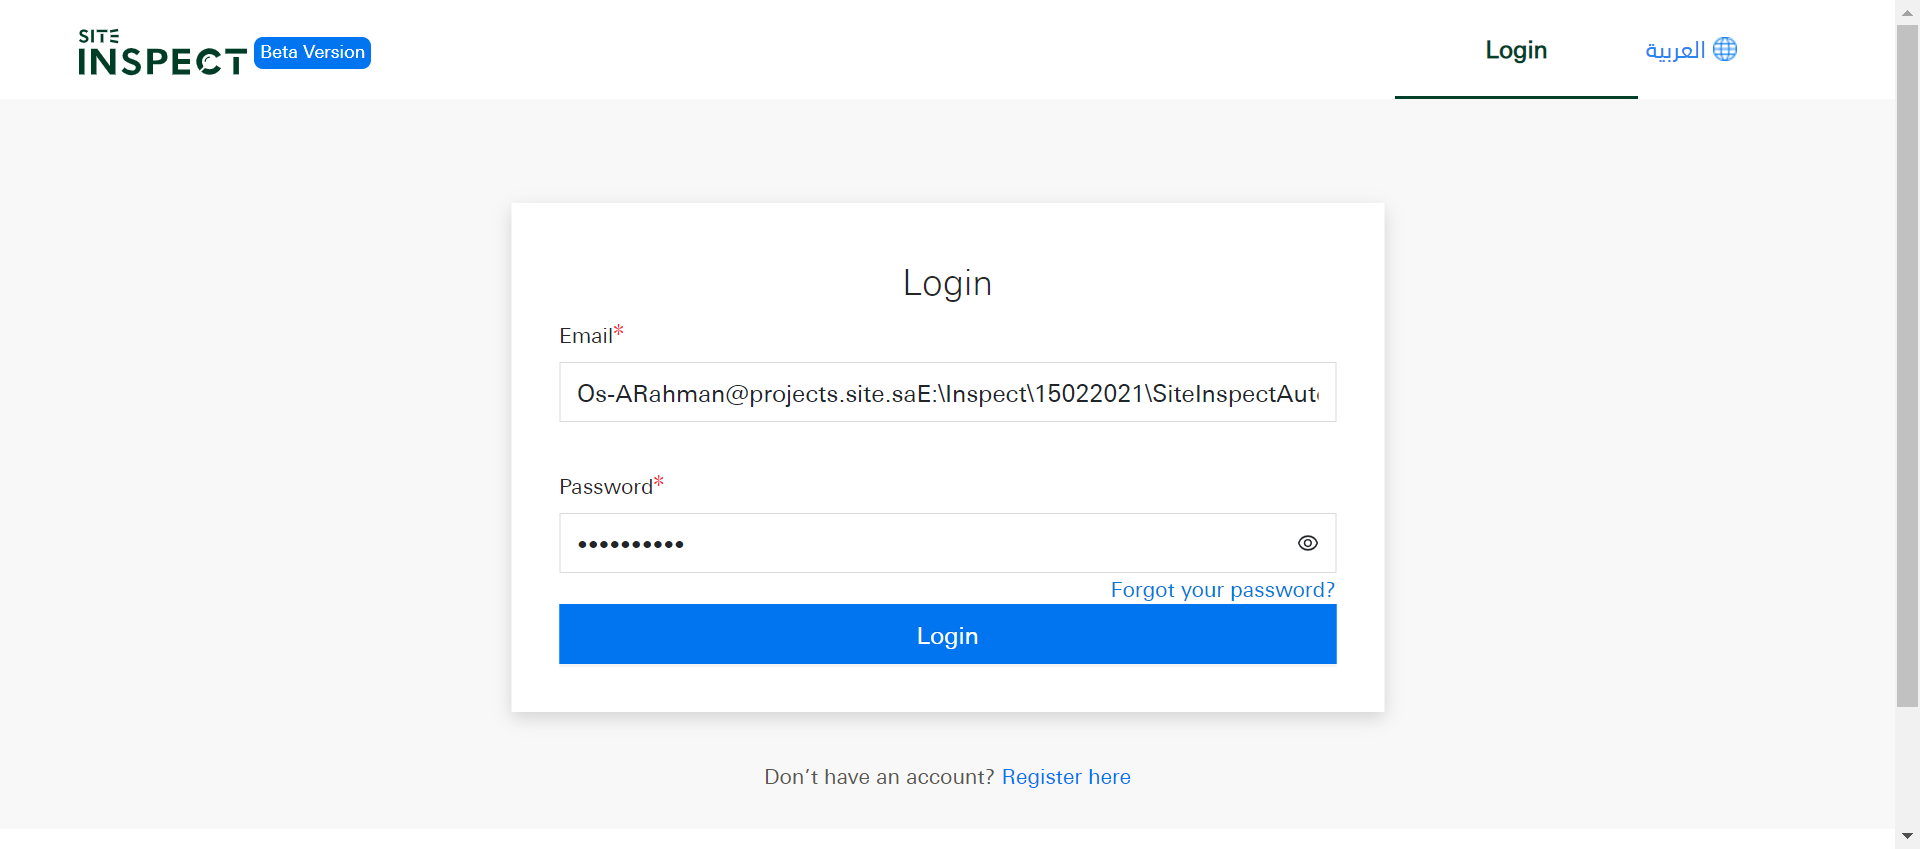 SITE
INSPECT
Beta Version
Login
العربية
Login
Email*
Os-ARahman@projects.site.saE:\Inspect\15022021\SiteInspectAut
Password*
••••••••••
Forgot your password?
Login
Don’t have an account? Register here